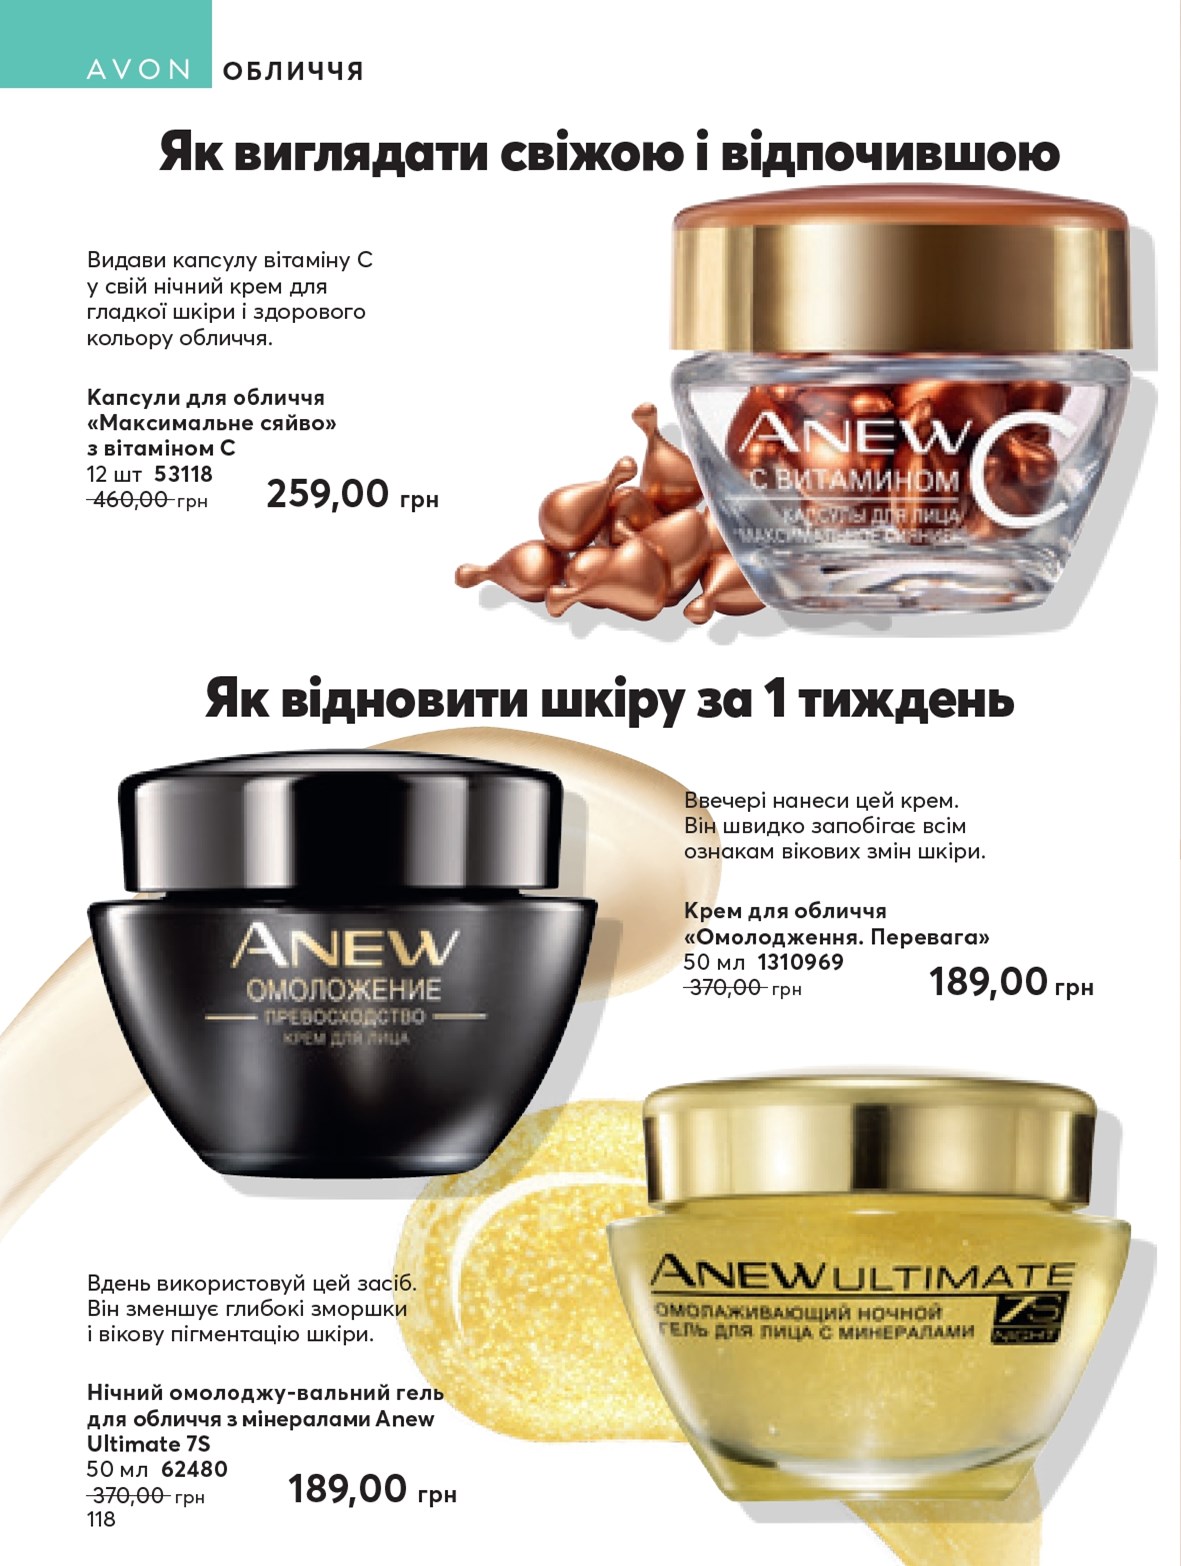 AVON ОБЛИЧЧЯ
Як виглядати свіжою і відпочившою
Видави капсулу вітаміну С
у свій нічний крем для
гладкої шкіри і здорового
кольору обличчя.
Капсули для обличчя
«Максимальне сяйво»
з вітаміном С
12 шт 53118
460,00 грн
259,00 грн
ANEW C
С ВИТАМИНОМ
КАПСУЛЫ ДЛЯ ЛИЦА
"МАКСИМАЛЬНОЕ СИЯНИЕ"
Як відновити шкіру за 1 тиждень
Ввечері нанеси цей крем.
Він швидко запобігає всім
ознакам вікових змін шкіри.
Крем для обличчя
«Омолодження. Перевага»
50 мл 1310969
370,00 грн
189,00 грн
ANEW
ОМОЛОЖЕНИЕ
ПРЕВОСХОДСТВО
КРЕМ ДЛЯ ЛИЦА
ANEW ULTIMATE
ОМОЛАЖИВАЮЩИЙ НОЧНОЙ
ГЕЛЬ ДЛЯ ЛИЦА С МИНЕРАЛАМИ
7S
NIGHT
Вдень використовуй цей засіб.
Він зменшує глибокі зморшки
і вікову пігментацію шкіри.
Нічний омолоджу-вальний гель
для обличчя з мінералами Anew
Ultimate 7S
50 мл 62480
370,00 грн
189,00 грн
118